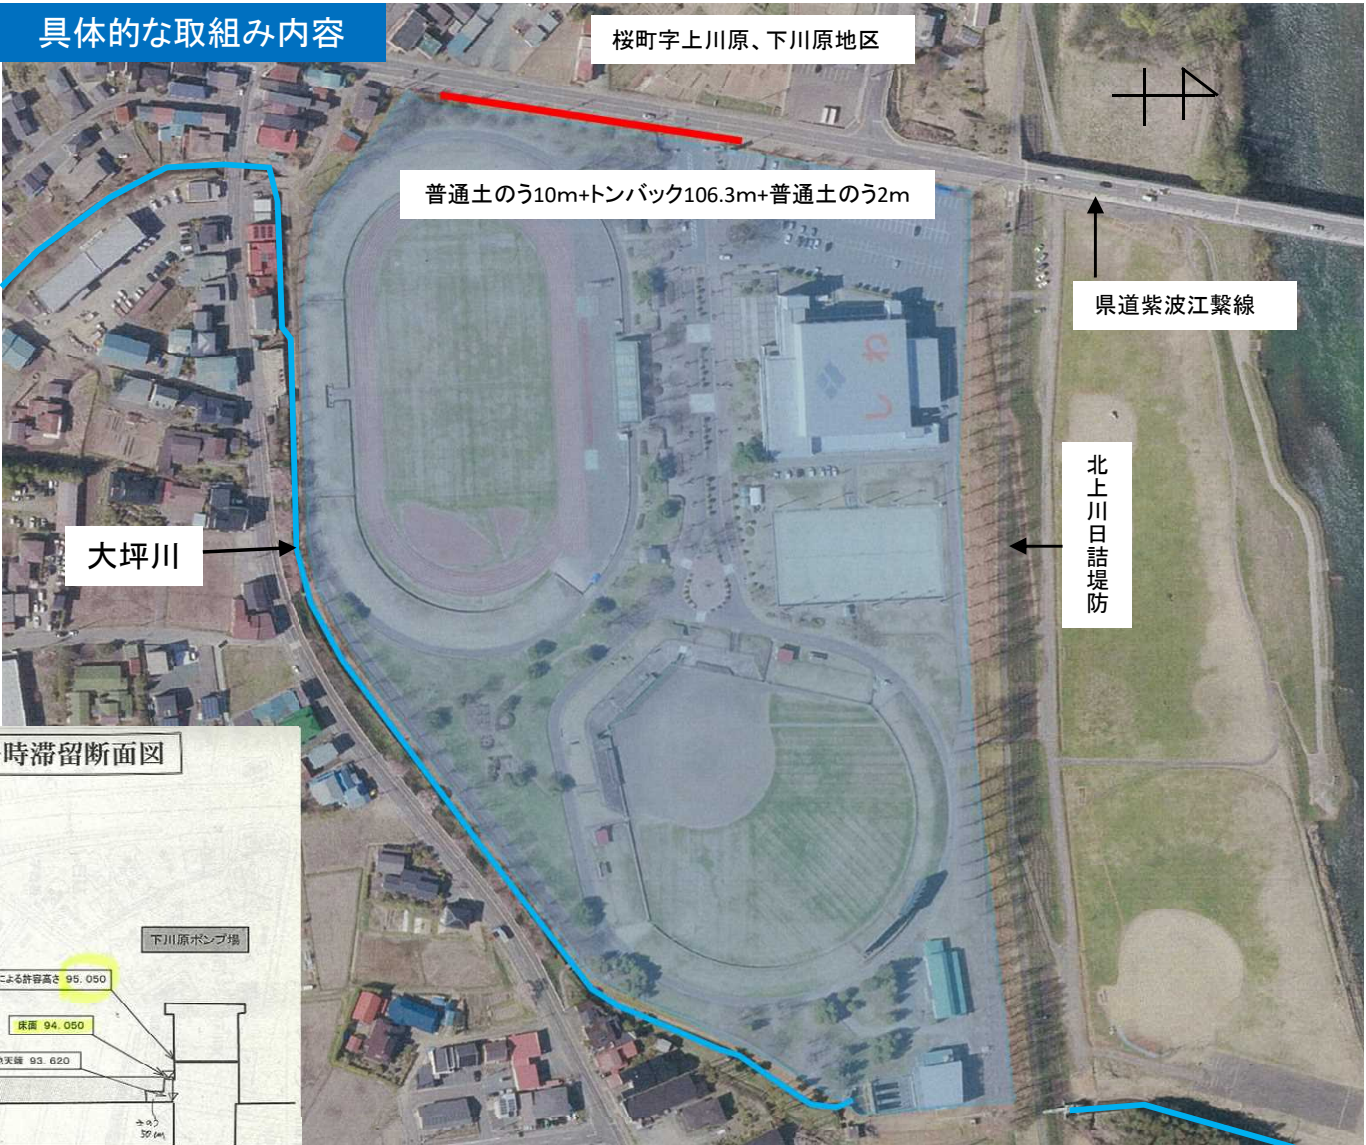 具体的な取組み内容
桜町字上川原、下川原地区
普通土のう10m+トンバック106.3m+普通土のう2m
県道紫波江繋線
しわ
北上川日詰堤防
大坪川
時滞留断面図
下川原ポンプ場
による許容高さ 95.050
床面 94.050
天端 93.620
50cm